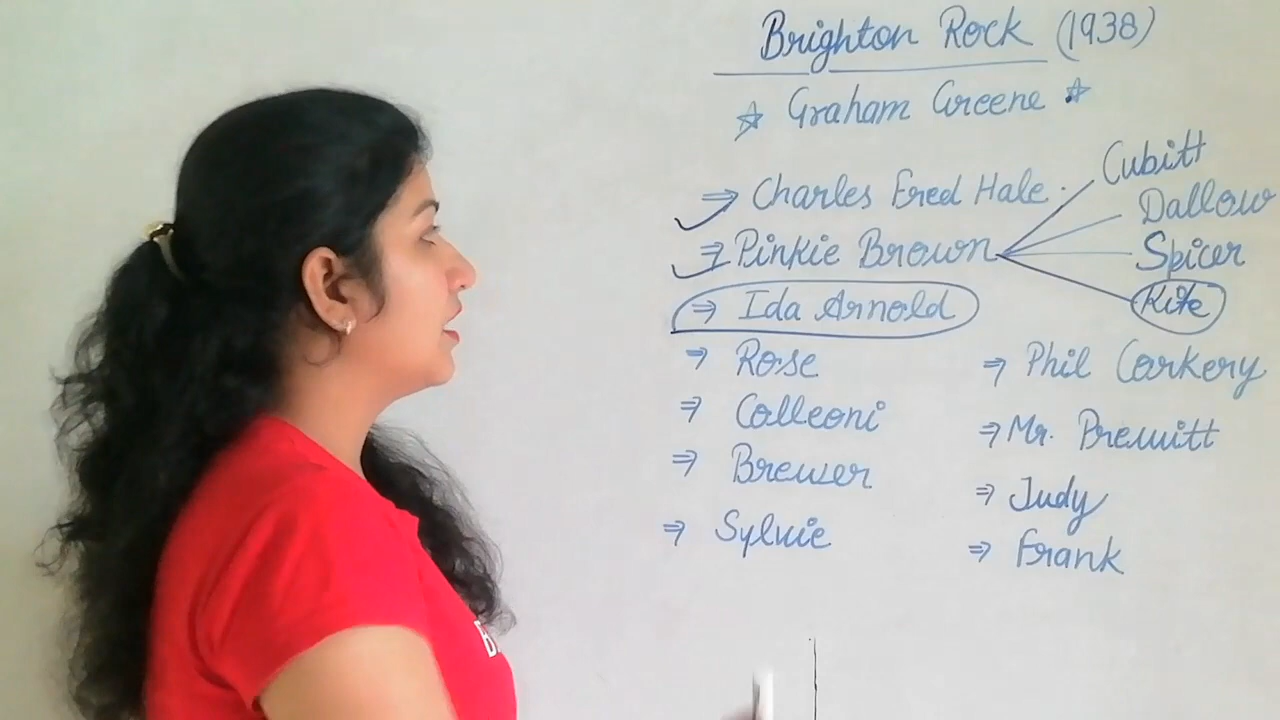 Brighton Rock (1938)
Graham Greene
⇒ Charles Fred Hale.
⇒ Pinkie Brown
Cubitt
Dallow
Spicer
Kite
⇒ Ida Arnold
⇒ Rose
⇒ Colleoni
⇒ Brewer
⇒ Sylvie
⇒ Phil Corkery
⇒ Mr. Prewitt
⇒ Judy
⇒ Frank